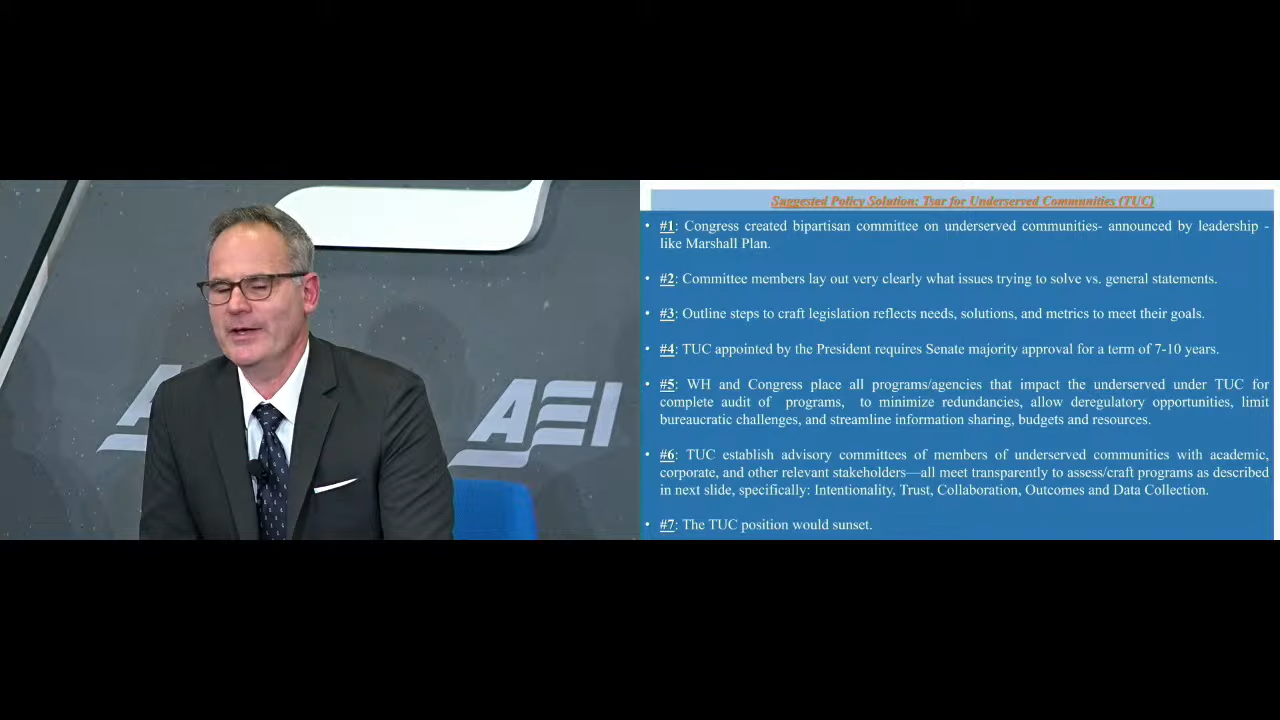 AEI
Suggested Policy Solution: Tsar for Underserved Communities (TUC)
• #1: Congress created bipartisan committee on underserved communities- announced by leadership -
like Marshall Plan.
• #2: Committee members lay out very clearly what issues trying to solve vs. general statements.
• #3: Outline steps to craft legislation reflects needs, solutions, and metrics to meet their goals.
• #4: TUC appointed by the President requires Senate majority approval for a term of 7-10 years.
• #5: WH and Congress place all programs/agencies that impact the underserved under TUC for
complete audit of programs, to minimize redundancies, allow deregulatory opportunities, limit
bureaucratic challenges, and streamline information sharing, budgets and resources.
• #6: TUC establish advisory committees of members of underserved communities with academic,
corporate, and other relevant stakeholders—all meet transparently to assess/craft programs as described
in next slide, specifically: Intentionality, Trust, Collaboration, Outcomes and Data Collection.
• #7: The TUC position would sunset.